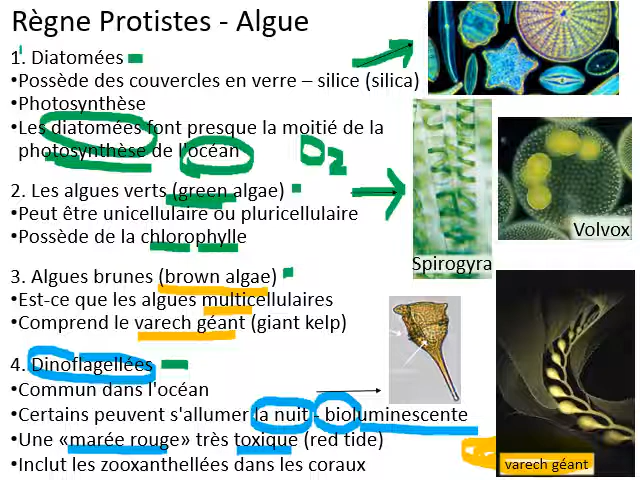 Règne Protistes - Algue
1. Diatomées
•Possède des couvercles en verre – silice (silica)
•Photosynthèse
•Les diatomées font presque la moitié de la
photosynthèse de l'océan
O2
2. Les algues verts (green algae)
•Peut être unicellulaire ou pluricellulaire
•Possède de la chlorophylle
Spirogyra
Volvox
3. Algues brunes (brown algae)
•Est-ce que les algues multicellulaires
•Comprend le varech géant (giant kelp)
4. Dinoflagellées
•Commun dans l'océan
•Certains peuvent s'allumer la nuit - bioluminescente
•Une «marée rouge» très toxique (red tide)
•Inclut les zooxanthellées dans les coraux
varech géant